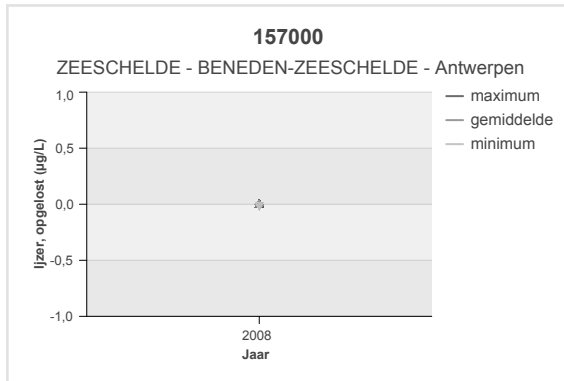 157000
ZEESCHELDE - BENEDEN-ZEESCHELDE - Antwerpen
maximum
gemiddelde
minimum
Ijzer, opgelost (µg/L)
1,0
0,5
0,0
-0,5
-1,0
2008
Jaar